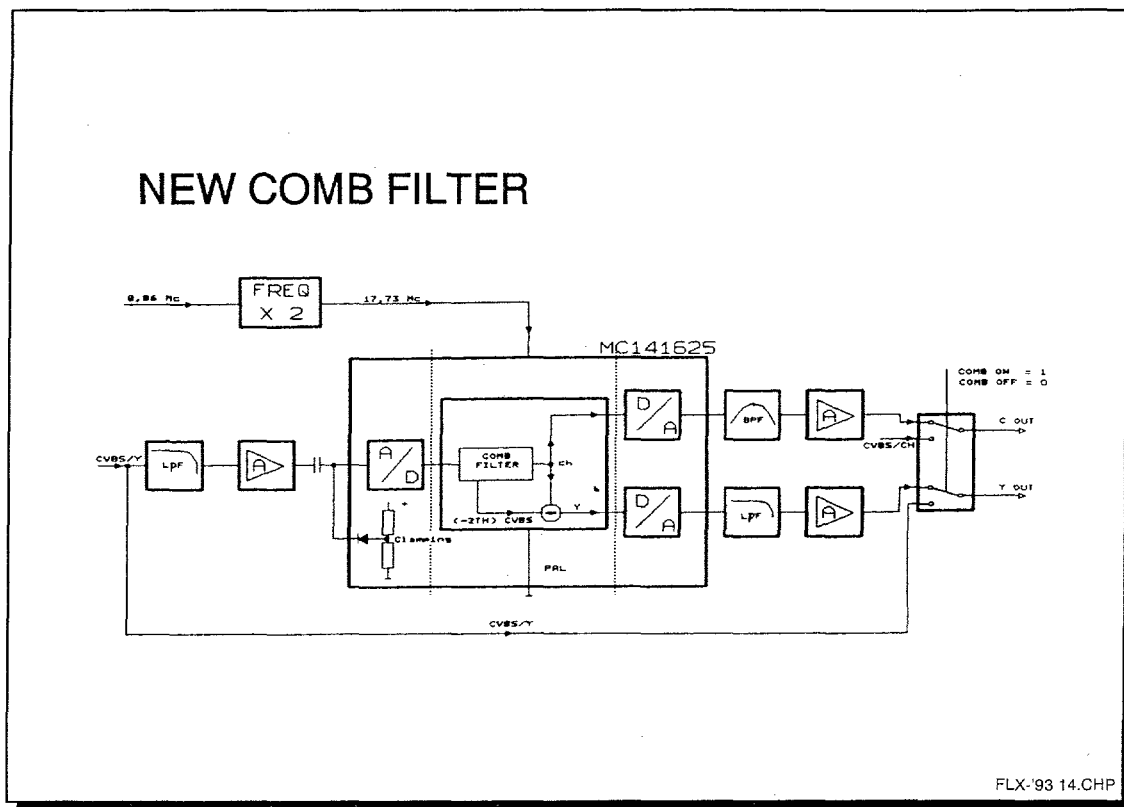 NEW COMB FILTER
8,86 Mc
FREQ
X 2
17,73 Mc
MC141625
COMB ON = 1
COMB OFF = 0
CVBS/Y
LPF
A
A/D
COMB
FILTER
Ch
(-2TH) CVBS
Y
+
Clamping
PAL
D/A
BPF
A
D/A
LPF
A
CVBS/CH
C OUT
Y OUT
CVBS/Y
FLX-'93 14.CHP